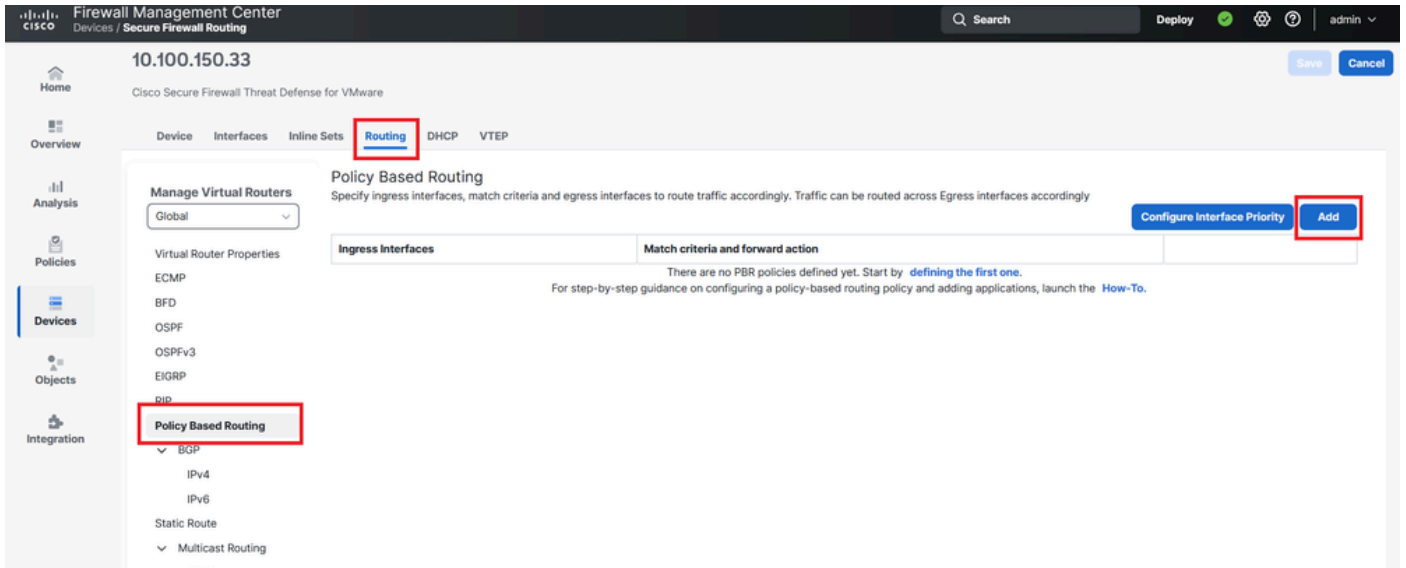 Firewall Management Center
CISCO Devices / Secure Firewall Routing
Search
Deploy
admin
10.100.150.33
Save
Cancel
Cisco Secure Firewall Threat Defense for VMware
Home
Overview
Analysis
Policies
Devices
Objects
Integration
Device Interfaces Inline Sets Routing DHCP VTEP
Manage Virtual Routers
Global
Virtual Router Properties
ECMP
BFD
OSPF
OSPFv3
EIGRP
RIP
Policy Based Routing
BGP
IPv4
IPv6
Static Route
Multicast Routing
Policy Based Routing
Specify ingress interfaces, match criteria and egress interfaces to route traffic accordingly. Traffic can be routed across Egress interfaces accordingly
Configure Interface Priority
Add
Ingress Interfaces Match criteria and forward action
There are no PBR policies defined yet. Start by defining the first one.
For step-by-step guidance on configuring a policy-based routing policy and adding applications, launch the How-To.